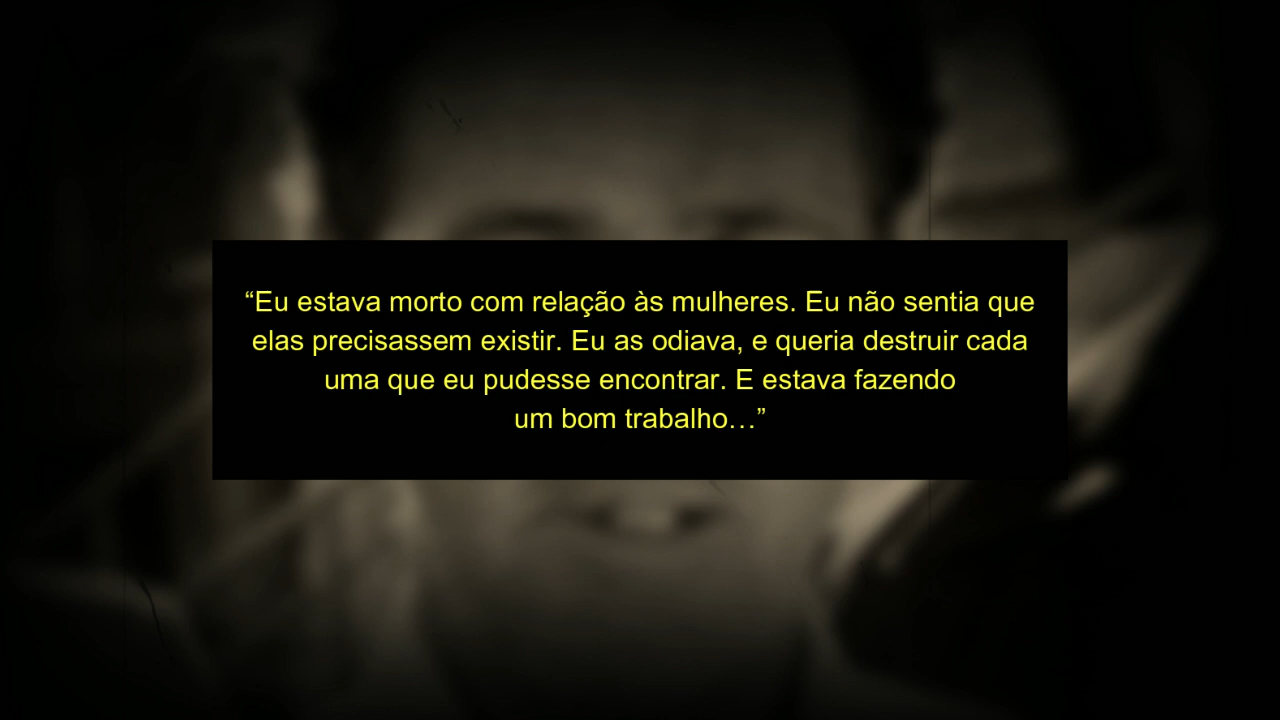 “Eu estava morto com relação às mulheres. Eu não sentia que
elas precisassem existir. Eu as odiava, e queria destruir cada
uma que eu pudesse encontrar. E estava fazendo
um bom trabalho…”